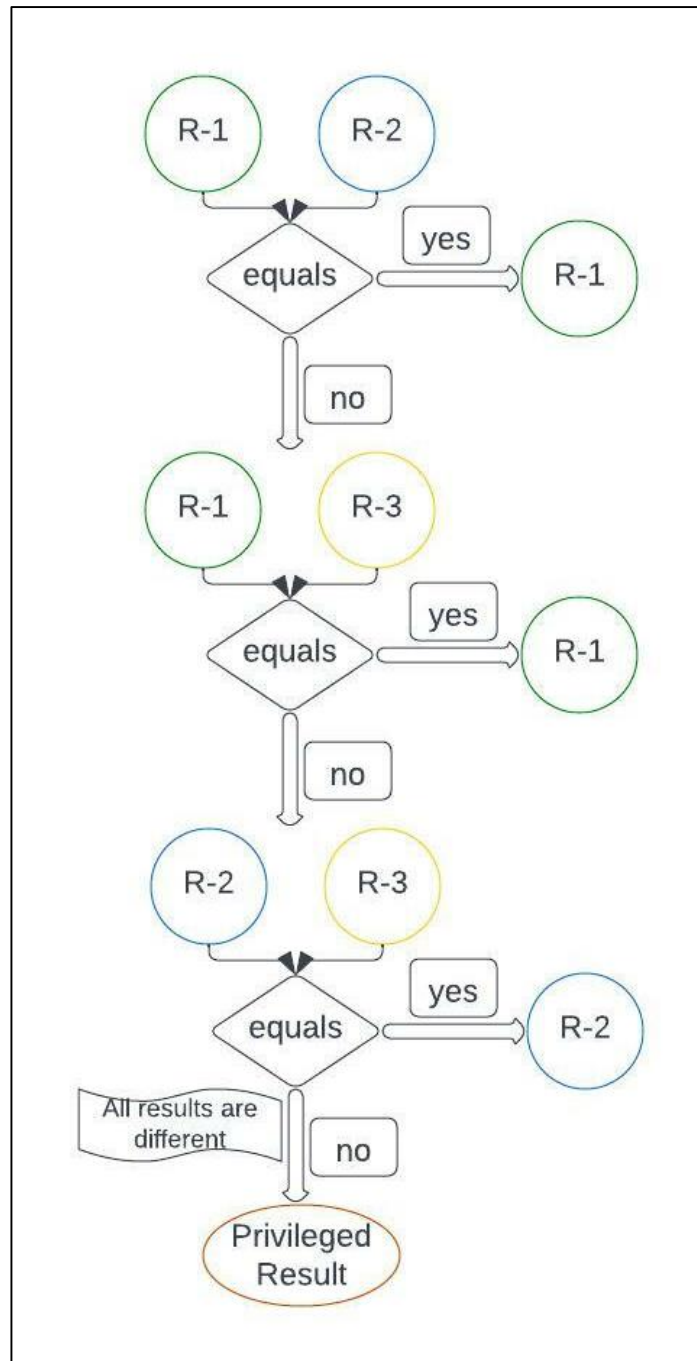 R-1
R-2
equals
yes
R-1
no
R-1
R-3
equals
yes
R-1
no
R-2
R-3
equals
yes
R-2
All results are
different
no
Privileged
Result